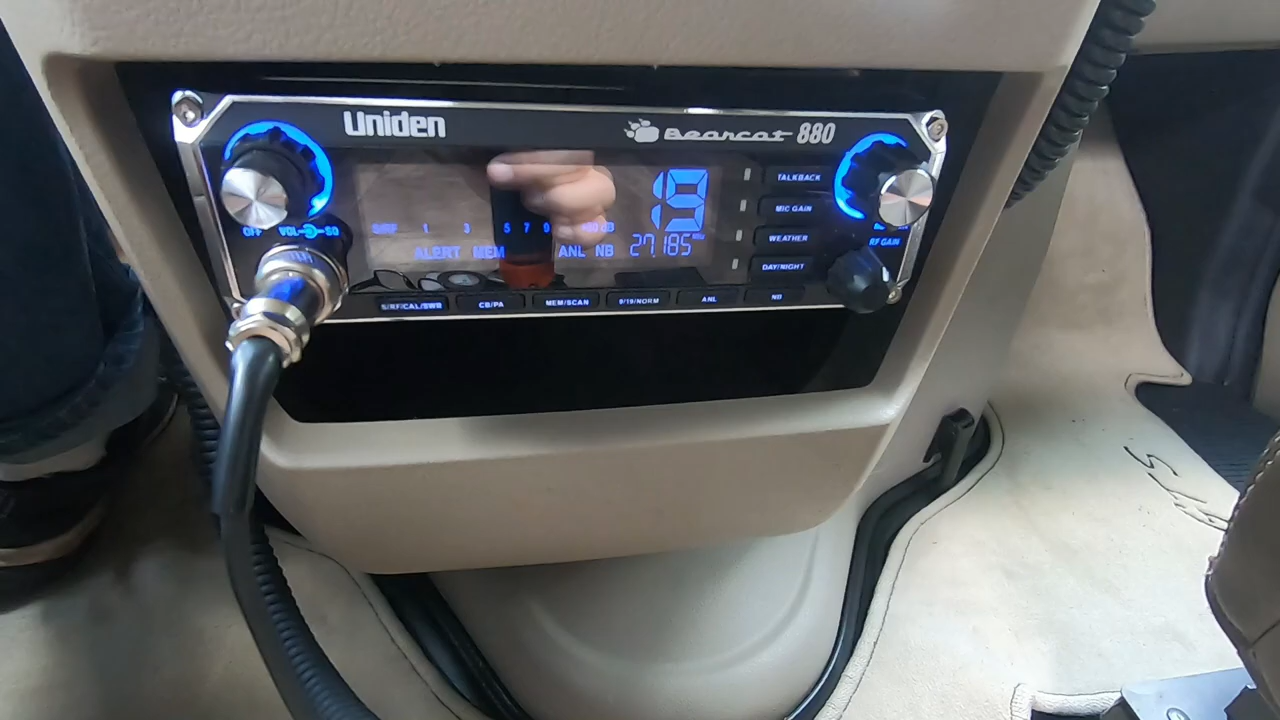 Uniden
Bearcat 880
TALKBACK
MIC GAIN
WEATHER
DAY/NIGHT
RF GAIN
OFF VOL SQ
1 3 5 7 9
19
ALERT MEM ANL NB 27.185
S/RF/CAL/SWR CB/PA MEM/SCAN 9/19/NORM ANL NB